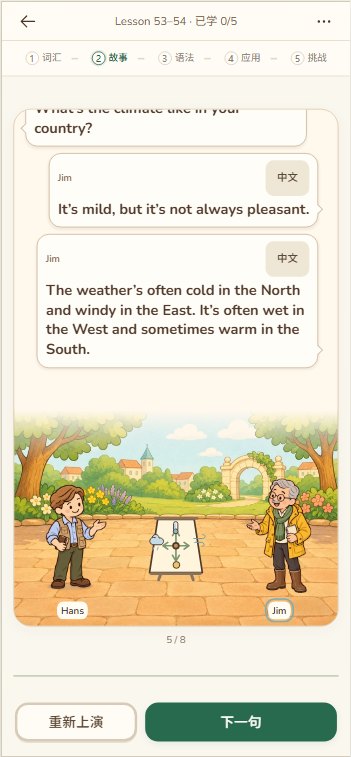 Lesson 53–54 · 已学 0/5
1 词汇 – 2 故事 – 3 语法 – 4 应用 – 5 挑战
What's the climate like in your
country?
Jim
中文
It's mild, but it's not always pleasant.
Jim
中文
The weather's often cold in the North
and windy in the East. It's often wet in
the West and sometimes warm in the
South.
Hans
Jim
5 / 8
重新上演
下一句